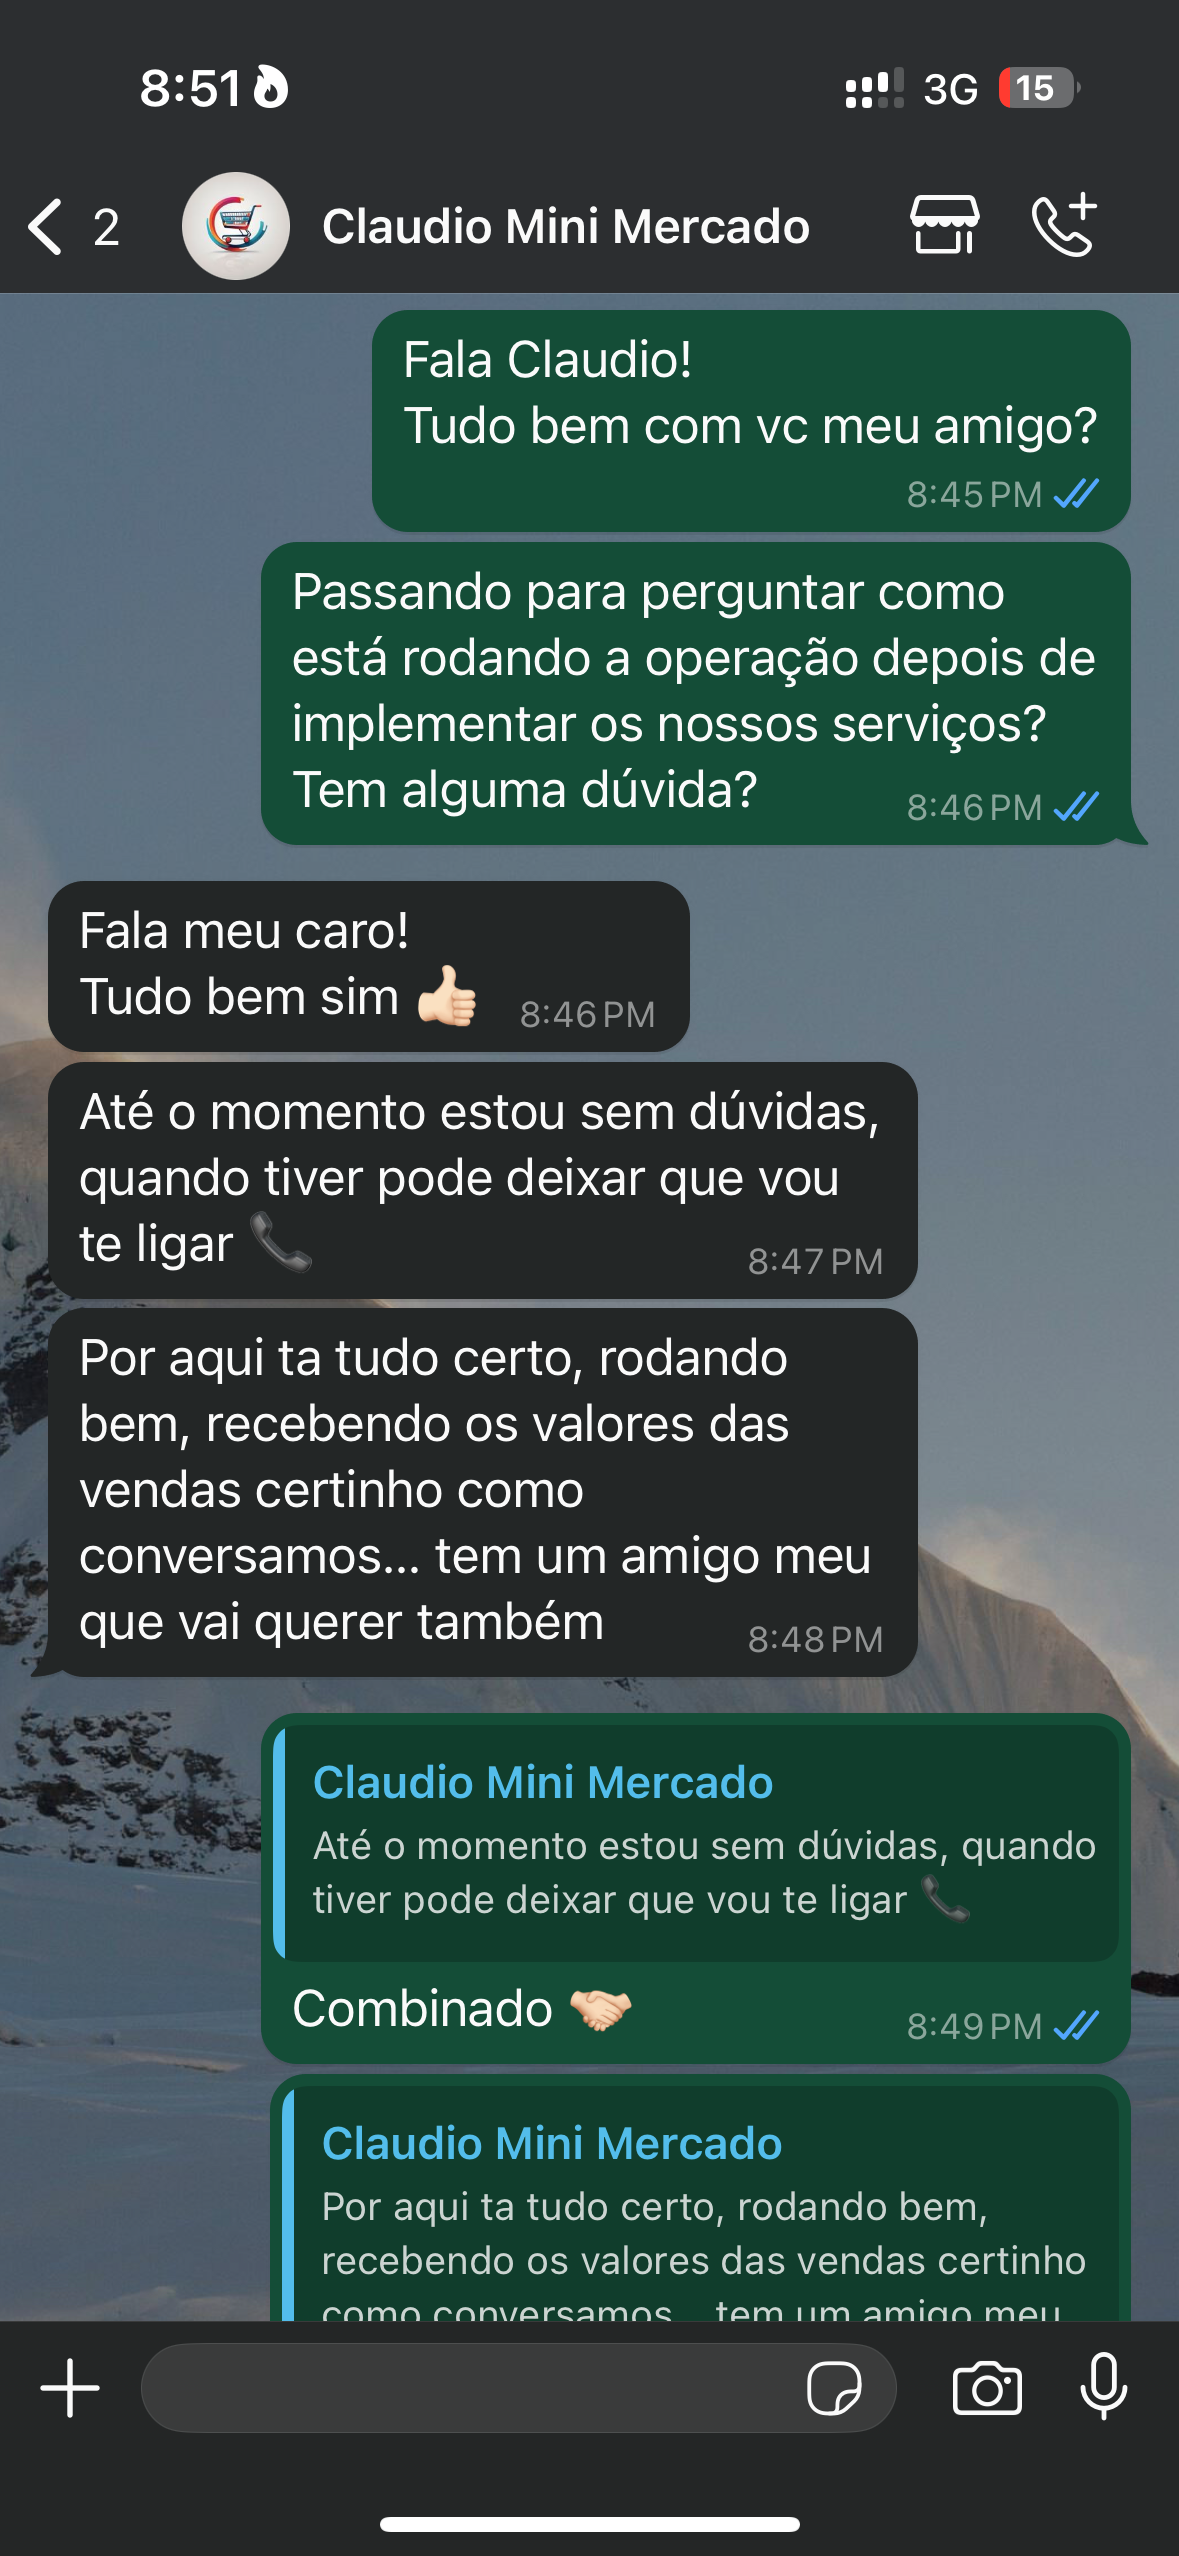 8:51
3G
15
2
Claudio Mini Mercado
Fala Claudio!
Tudo bem com vc meu amigo?
8:45 PM
Passando para perguntar como
está rodando a operação depois de
implementar os nossos serviços?
Tem alguma dúvida?
8:46 PM
Fala meu caro!
Tudo bem sim 👍🏻
8:46 PM
Até o momento estou sem dúvidas,
quando tiver pode deixar que vou
te ligar 📞
8:47 PM
Por aqui ta tudo certo, rodando
bem, recebendo os valores das
vendas certinho como
conversamos... tem um amigo meu
que vai querer também
8:48 PM
Claudio Mini Mercado
Até o momento estou sem dúvidas, quando
tiver pode deixar que vou te ligar 📞
Combinado 🤝🏻
8:49 PM
Claudio Mini Mercado
Por aqui ta tudo certo, rodando bem,
recebendo os valores das vendas certinho
como conversamos... tem um amigo meu